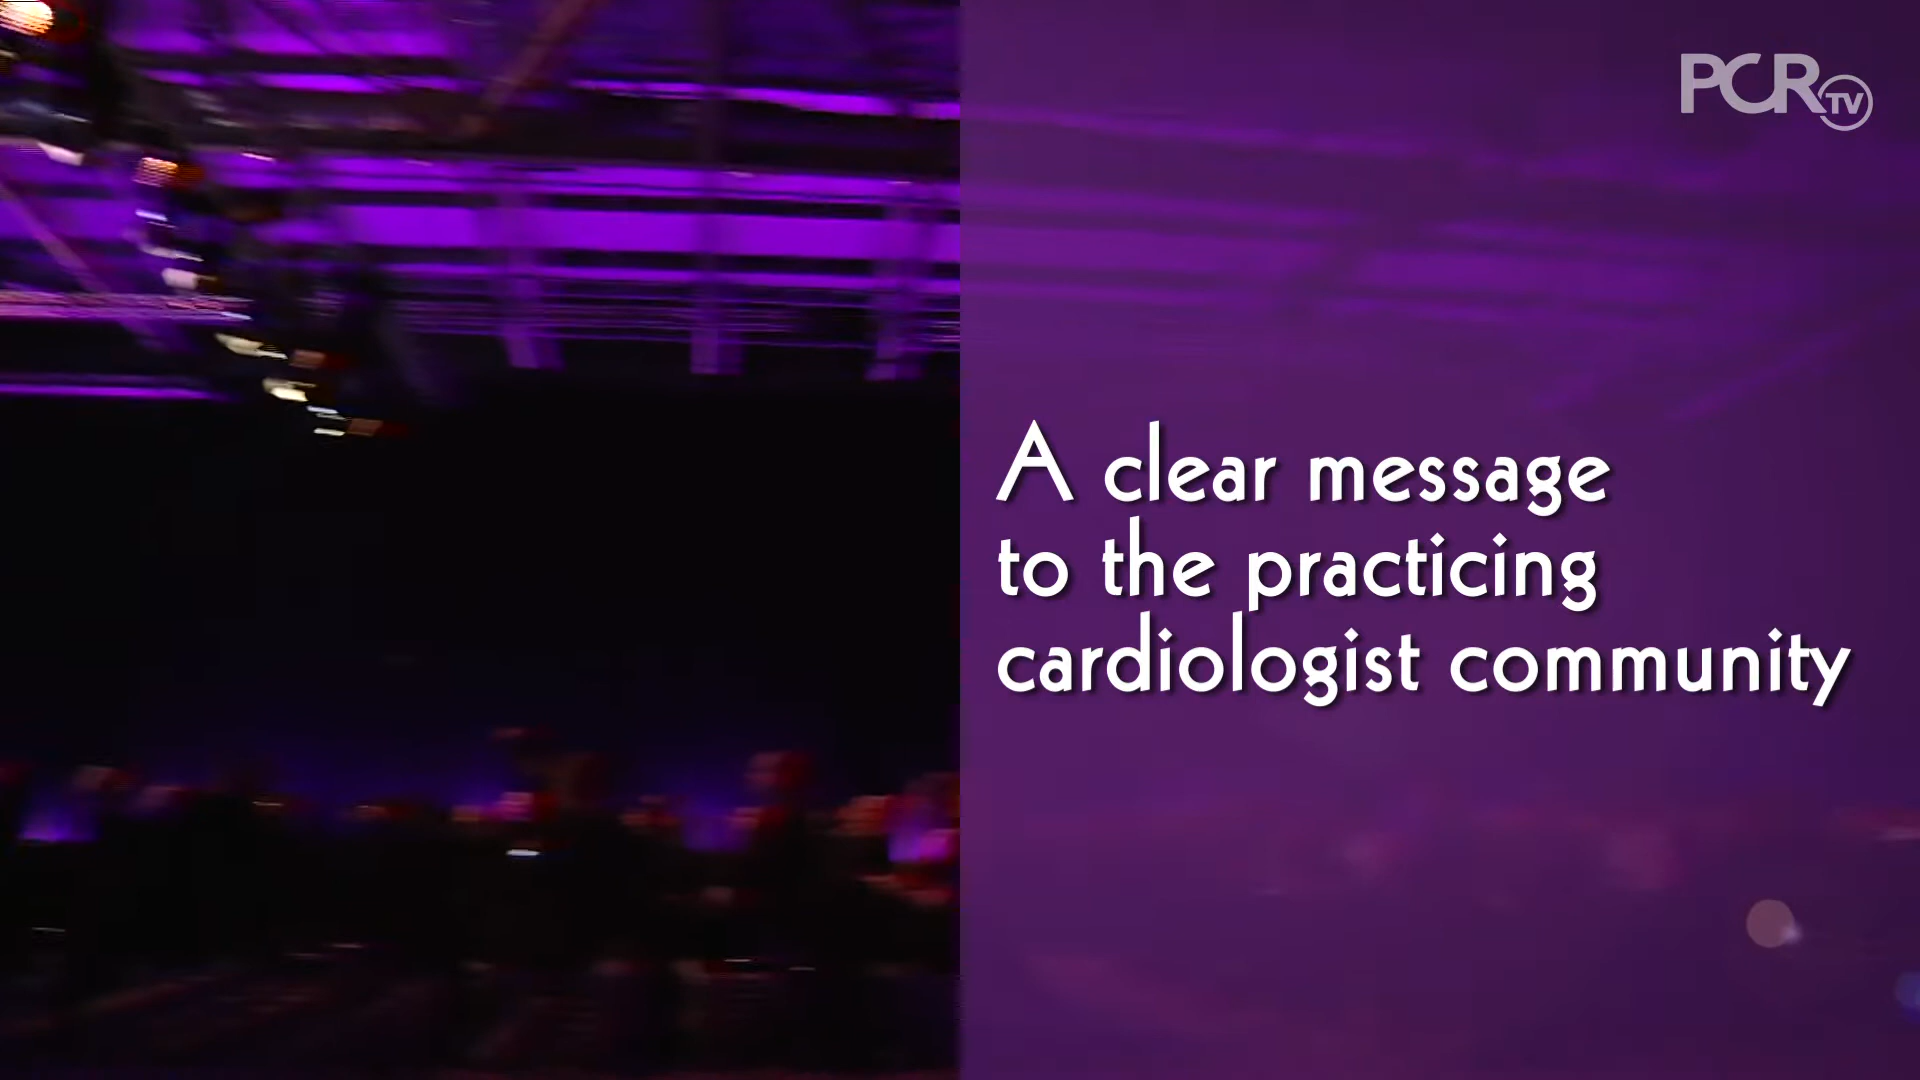 PCR TV
A clear message
to the practicing
cardiologist community